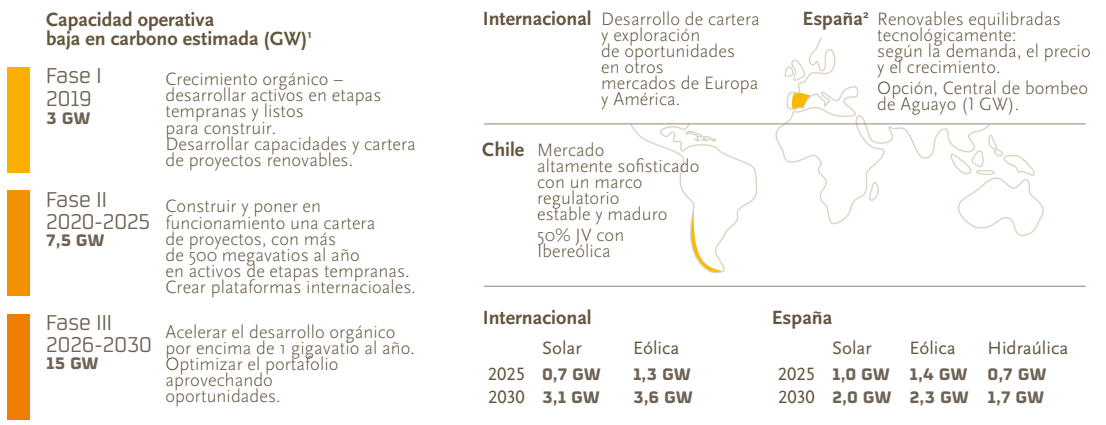 Capacidad operativa
baja en carbono estimada (GW)¹
Fase I
2019
3 GW
Crecimiento orgánico –
desarrollar activos en etapas
tempranas y listos
para construir.
Desarrollar capacidades y cartera
de proyectos renovables.
Fase II
2020-2025
7,5 GW
Construir y poner en
funcionamiento una cartera
de proyectos, con más
de 500 megavatios al año
en activos de etapas tempranas.
Crear plataformas internacioales.
Fase III
2026-2030
15 GW
Acelerar el desarrollo orgánico
por encima de 1 gigavatio al año.
Optimizar el portafolio
aprovechando
oportunidades.
Internacional
Desarrollo de cartera
y exploración
de oportunidades
en otros
mercados de Europa
y América.
España²
Renovables equilibradas
tecnológicamente:
según la demanda, el precio
y el crecimiento.
Opción, Central de bombeo
de Aguayo (1 GW).
Chile
Mercado
altamente sofisticado
con un marco
regulatorio
estable y maduro
50% JV con
Ibereólica
Internacional
Solar Eólica
2025 0,7 GW 1,3 GW
2030 3,1 GW 3,6 GW
España
Solar Eólica Hidraúlica
2025 1,0 GW 1,4 GW 0,7 GW
2030 2,0 GW 2,3 GW 1,7 GW